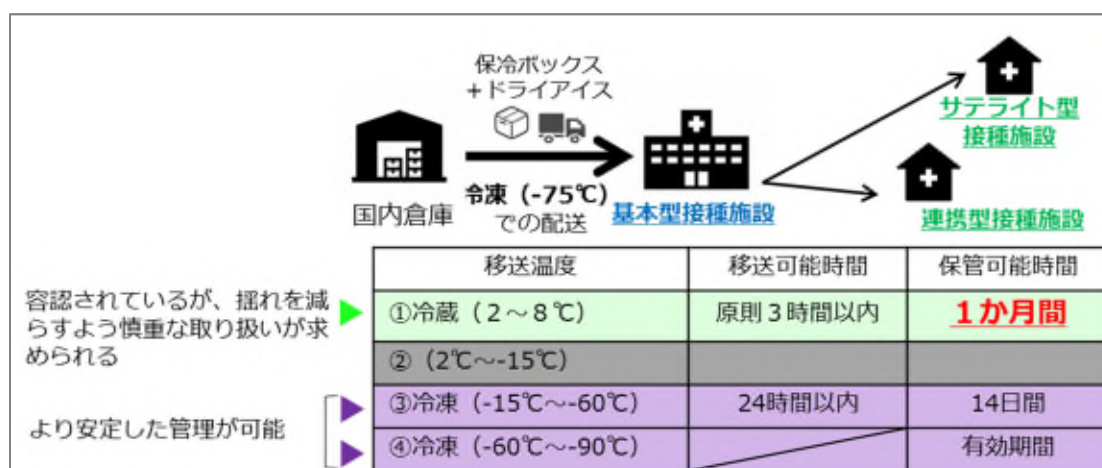 保冷ボックス
＋ドライアイス
サテライト型
接種施設
国内倉庫
冷凍（-75℃）
での配送
基本型接種施設
連携型接種施設
移送温度 移送可能時間 保管可能時間
容認されているが、揺れを減
らすよう慎重な取り扱いが求
められる
①冷蔵（２～８℃） 原則３時間以内 １か月間
②（2℃～-15℃）
より安定した管理が可能
③冷凍（-15℃～-60℃） 24時間以内 14日間
④冷凍（-60℃～-90℃） 有効期間